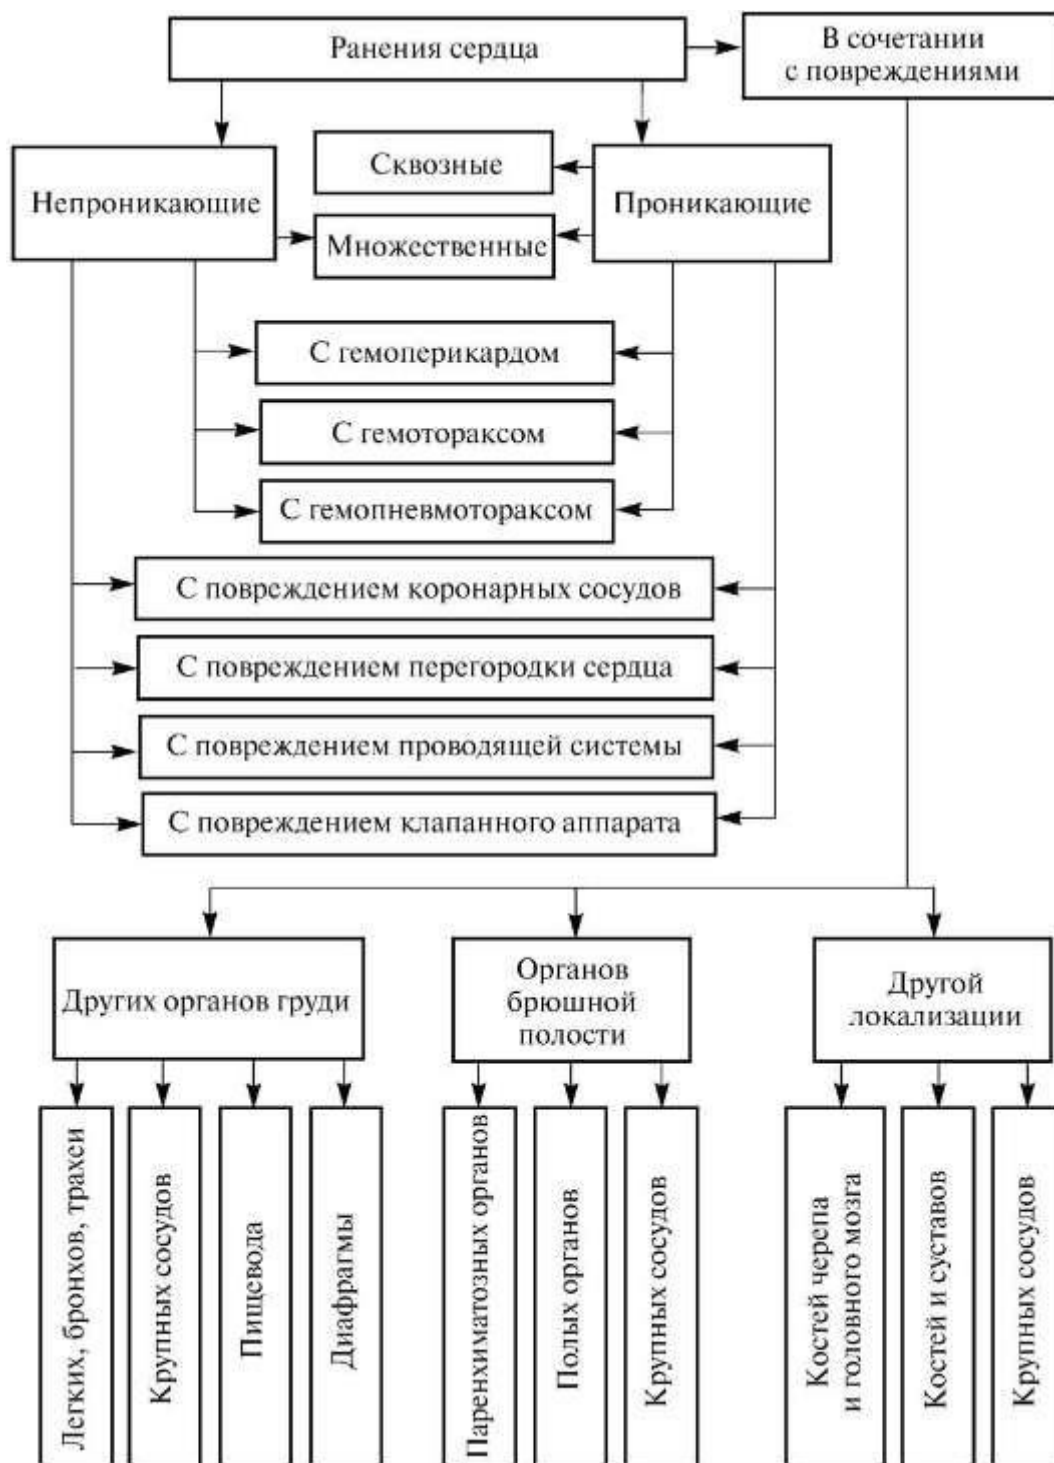 Ранения сердца
В сочетании
с повреждениями
Непроникающие
Сквозные
Проникающие
Множественные
С гемоперикардом
С гемотораксом
С гемопневмотораксом
С повреждением коронарных сосудов
С повреждением перегородки сердца
С повреждением проводящей системы
С повреждением клапанного аппарата
Других органов груди
Органов
брюшной
полости
Другой
локализации
Легких, бронхов, трахеи
Крупных сосудов
Пищевода
Диафрагмы
Паренхиматозных органов
Полых органов
Крупных сосудов
Костей черепа
и головного мозга
Костей и суставов
Крупных сосудов